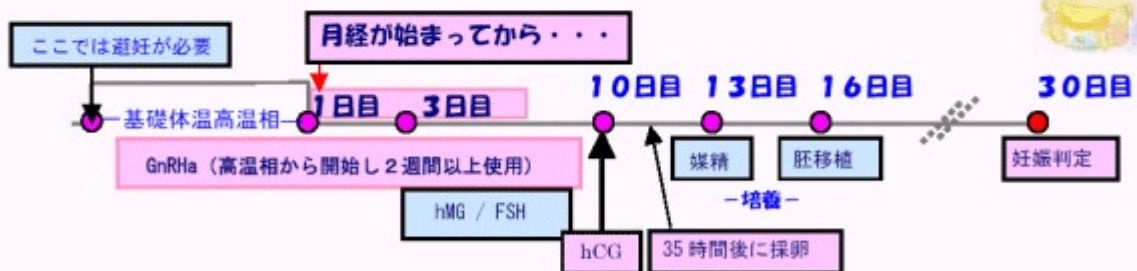 ここでは避妊が必要
月経が始まってから・・・
1日目
3日目
10日目
13日目
16日目
30日目
基礎体温高温相
GnRHa（高温相から開始し2週間以上使用）
媒精
胚移植
妊娠判定
hMG / FSH
－培養－
hCG
35時間後に採卵